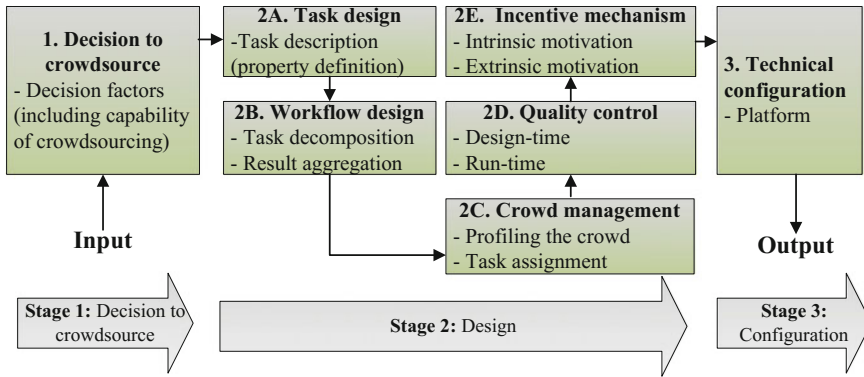 1. Decision to
crowdsource
- Decision factors
(including capability
of crowdsourcing)
Input
2A. Task design
-Task description
(property definition)
2B. Workflow design
- Task decomposition
- Result aggregation
2C. Crowd management
- Profiling the crowd
- Task assignment
2D. Quality control
- Design-time
- Run-time
2E. Incentive mechanism
- Intrinsic motivation
- Extrinsic motivation
3. Technical
configuration
- Platform
Output
Stage 1: Decision to
crowdsource
Stage 2: Design
Stage 3:
Configuration